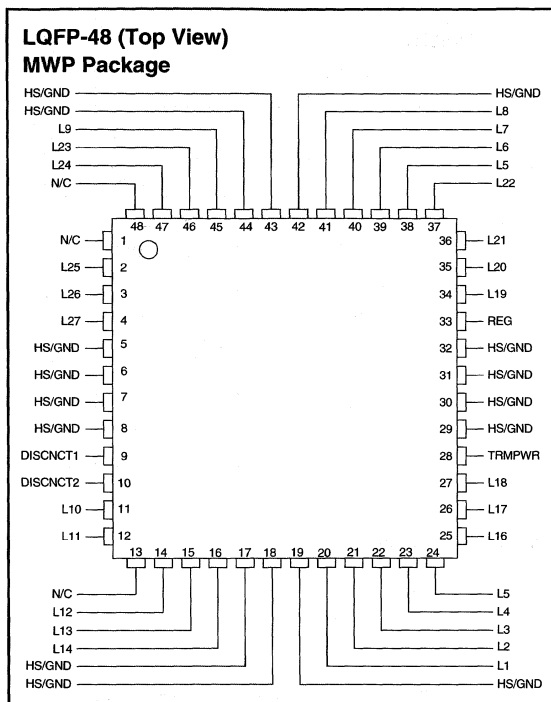 LQFP-48 (Top View)
MWP Package
HS/GND
HS/GND
L9
L23
L24
N/C
HS/GND
L8
L7
L6
L5
L22
48 47 46 45 44 43 42 41 40 39 38 37
N/C 1
L25 2
L26 3
L27 4
HS/GND 5
HS/GND 6
HS/GND 7
HS/GND 8
DISCNCT1 9
DISCNCT2 10
L10 11
L11 12
36 L21
35 L20
34 L19
33 REG
32 HS/GND
31 HS/GND
30 HS/GND
29 HS/GND
28 TRMPWR
27 L18
26 L17
25 L16
13 14 15 16 17 18 19 20 21 22 23 24
N/C
L12
L13
L14
HS/GND
HS/GND
L5
L4
L3
L2
L1
HS/GND